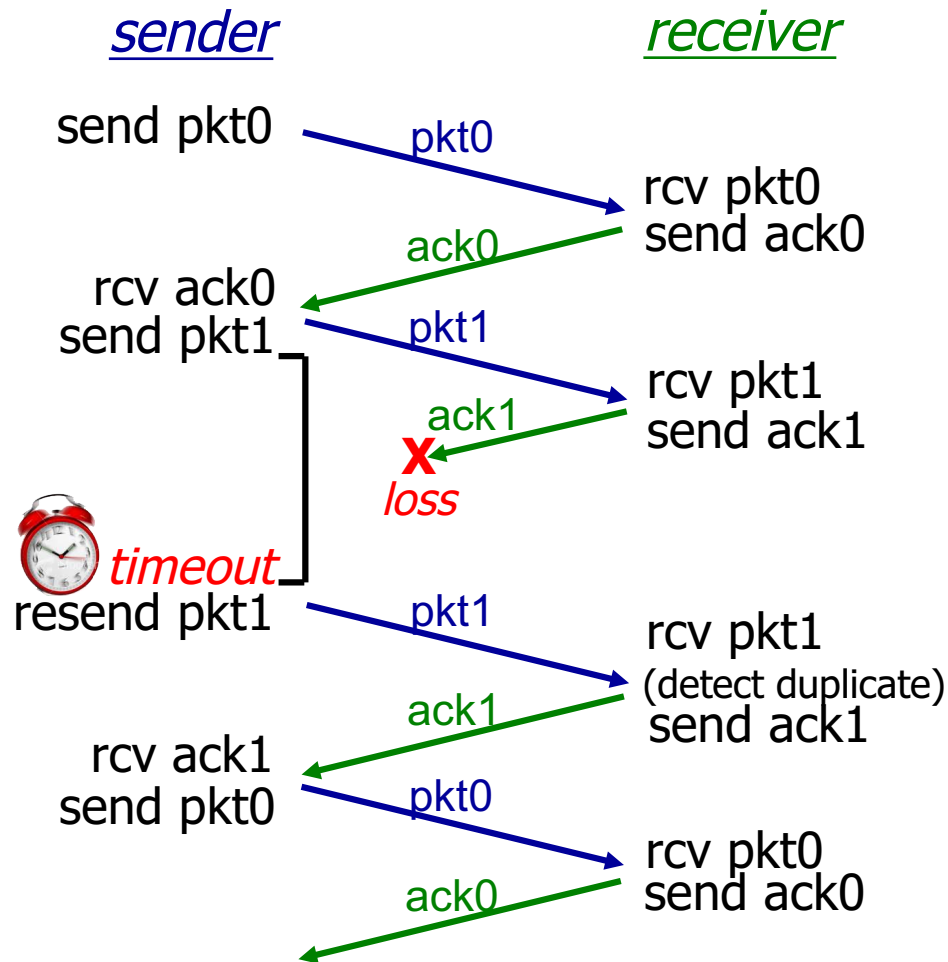 sender
receiver
send pkt0
pkt0
rcv pkt0
send ack0
ack0
rcv ack0
send pkt1
pkt1
rcv pkt1
send ack1
ack1
X
loss
timeout
resend pkt1
pkt1
rcv pkt1
(detect duplicate)
send ack1
ack1
rcv ack1
send pkt0
pkt0
rcv pkt0
send ack0
ack0